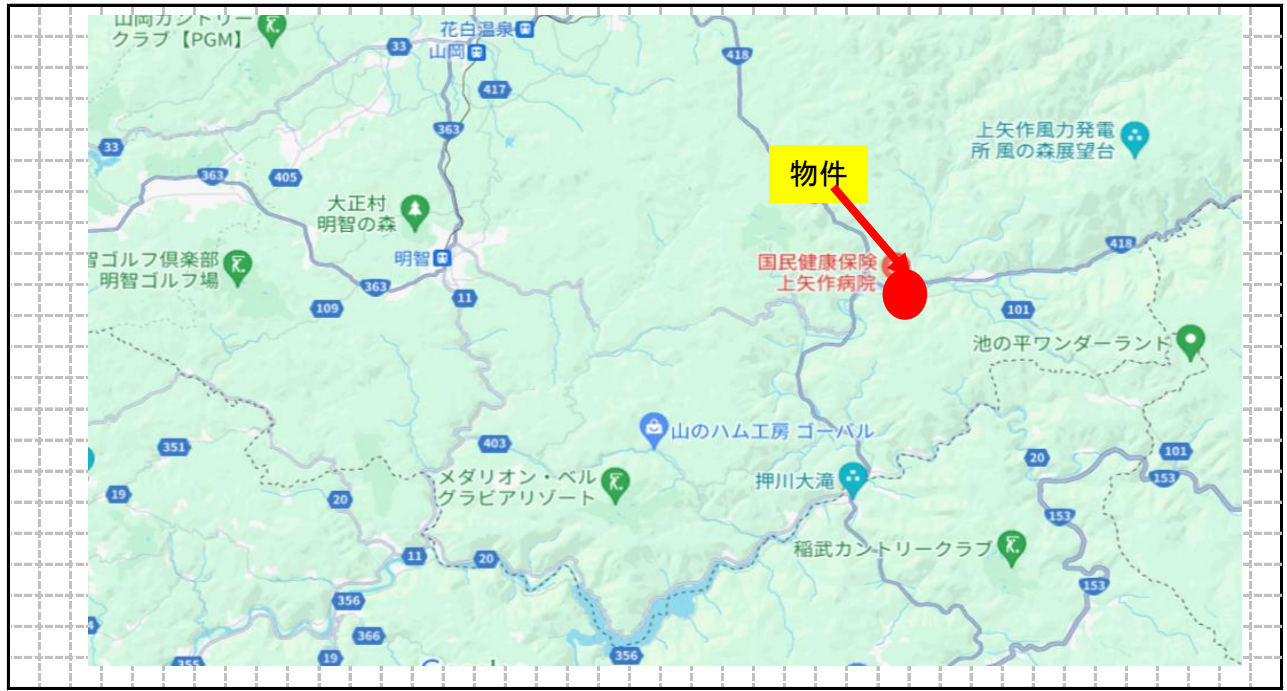 山岡カントリー
クラブ【PGM】
花白温泉
山岡
33
418
417
363
33
363
405
上矢作風力発電
所 風の森展望台
物件
大正村
明智の森
明智
ゴルフ倶楽部
明智ゴルフ場
363
109
11
国民健康保険
上矢作病院
418
101
池の平ワンダーランド
351
403
山のハム工房 ゴーバル
メダリオン・ベル
グラビアリゾート
押川大滝
19
20
20
101
153
153
稲武カントリークラブ
11
20
153
356
366
19
355
356